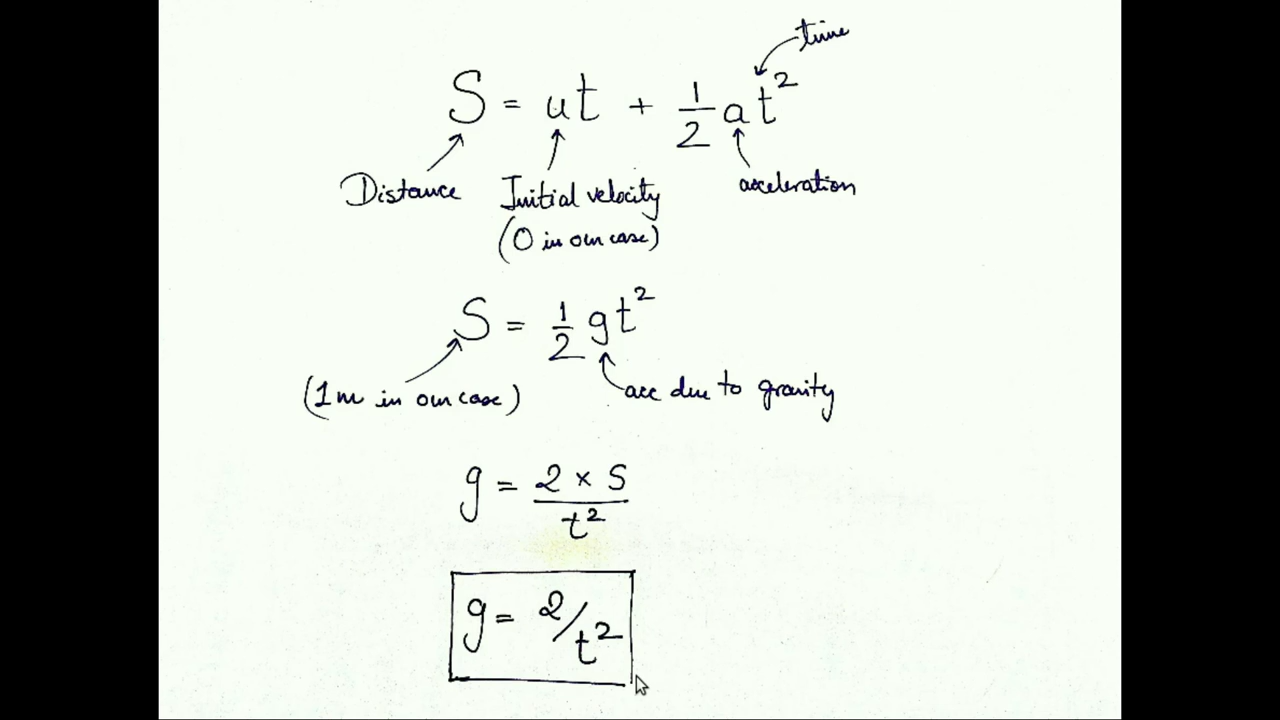 time
S = ut + 1/2 at²
Distance Initial velocity acceleration
(0 in our case)
S = 1/2 gt²
(1m in our case) acc due to gravity
g = 2 × S / t²
g = 2/t²